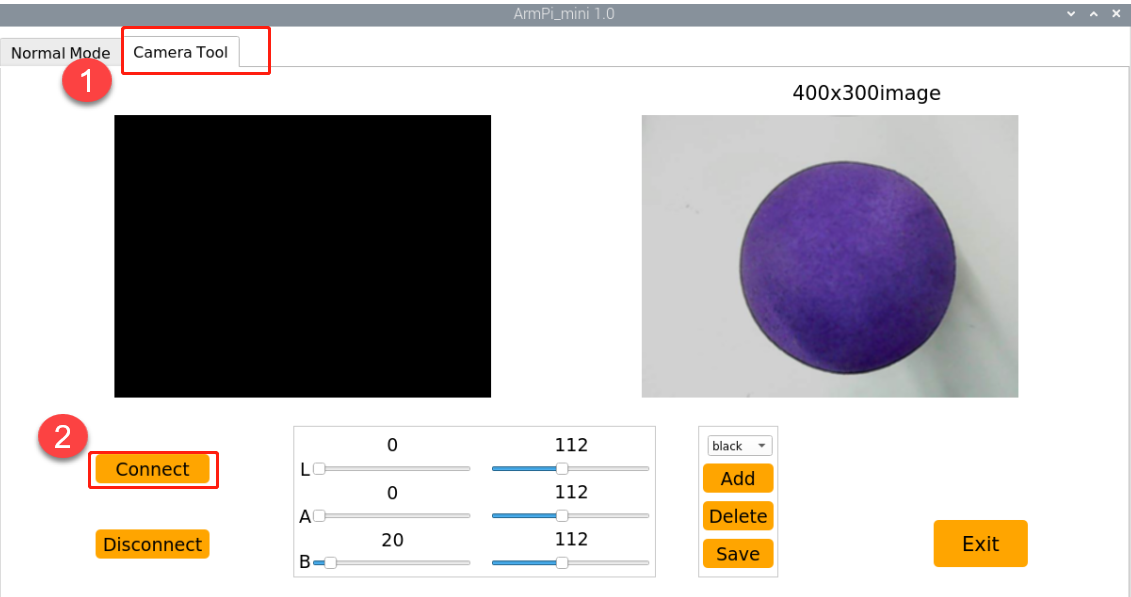 ArmPi_mini 1.0
Normal Mode
Camera Tool
1
400x300image
2
Connect
Disconnect
0
112
L
0
112
A
20
112
B
black
Add
Delete
Save
Exit